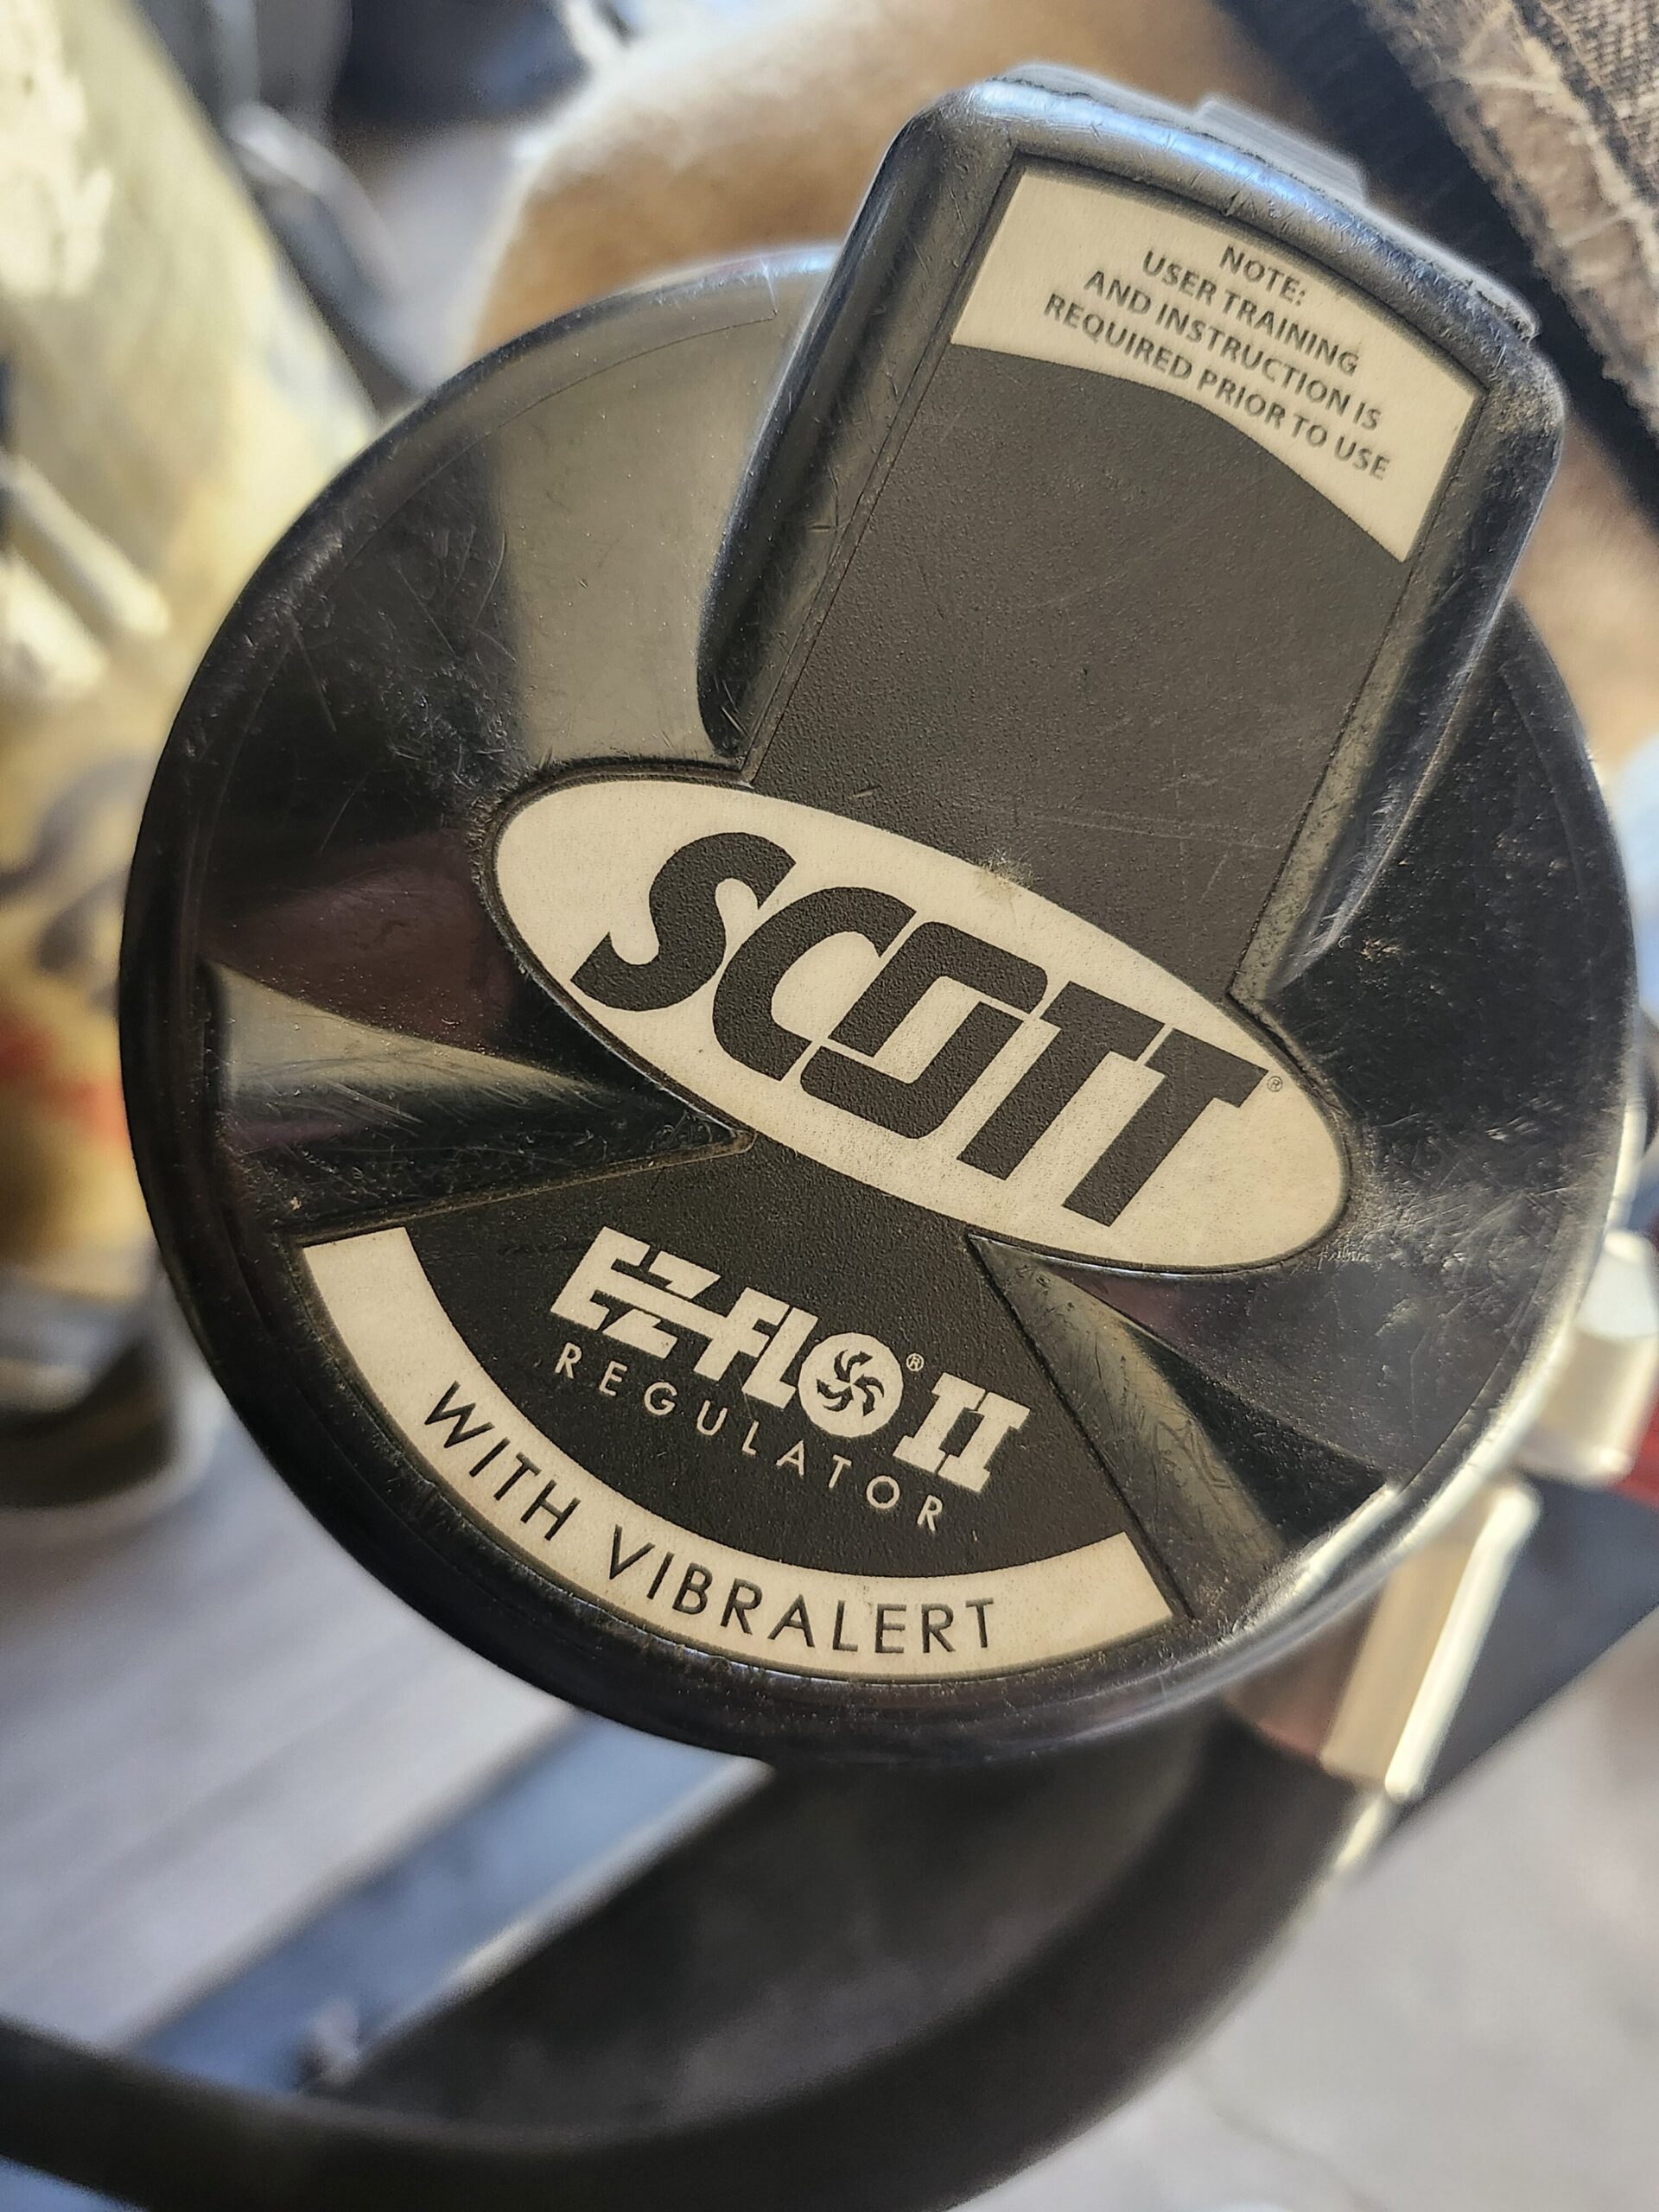 NOTE:
USER TRAINING
AND INSTRUCTION IS
REQUIRED PRIOR TO USE
SCOTT®
EZ-FLO® II
REGULATOR
WITH VIBRALERT